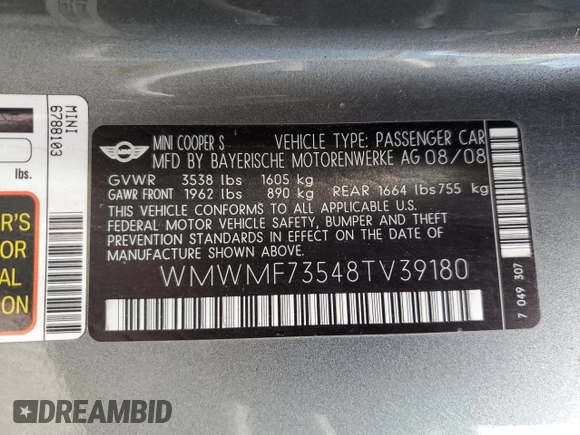 MINI
6788103
lbs.
R'S
OR
AL
ION
MINI
MINI COOPER S VEHICLE TYPE: PASSENGER CAR
MFD BY BAYERISCHE MOTORENWERKE AG 08/08
GVWR 3538 lbs 1605 kg
GAWR FRONT 1962 lbs 890 kg REAR 1664 lbs 755 kg
THIS VEHICLE CONFORMS TO ALL APPLICABLE U.S.
FEDERAL MOTOR VEHICLE SAFETY, BUMPER AND THEFT
PREVENTION STANDARDS IN EFFECT ON THE DATE OF
MANUFACTURE SHOWN ABOVE.
WMWMF73548TV39180
7 049 307
DREAMBID